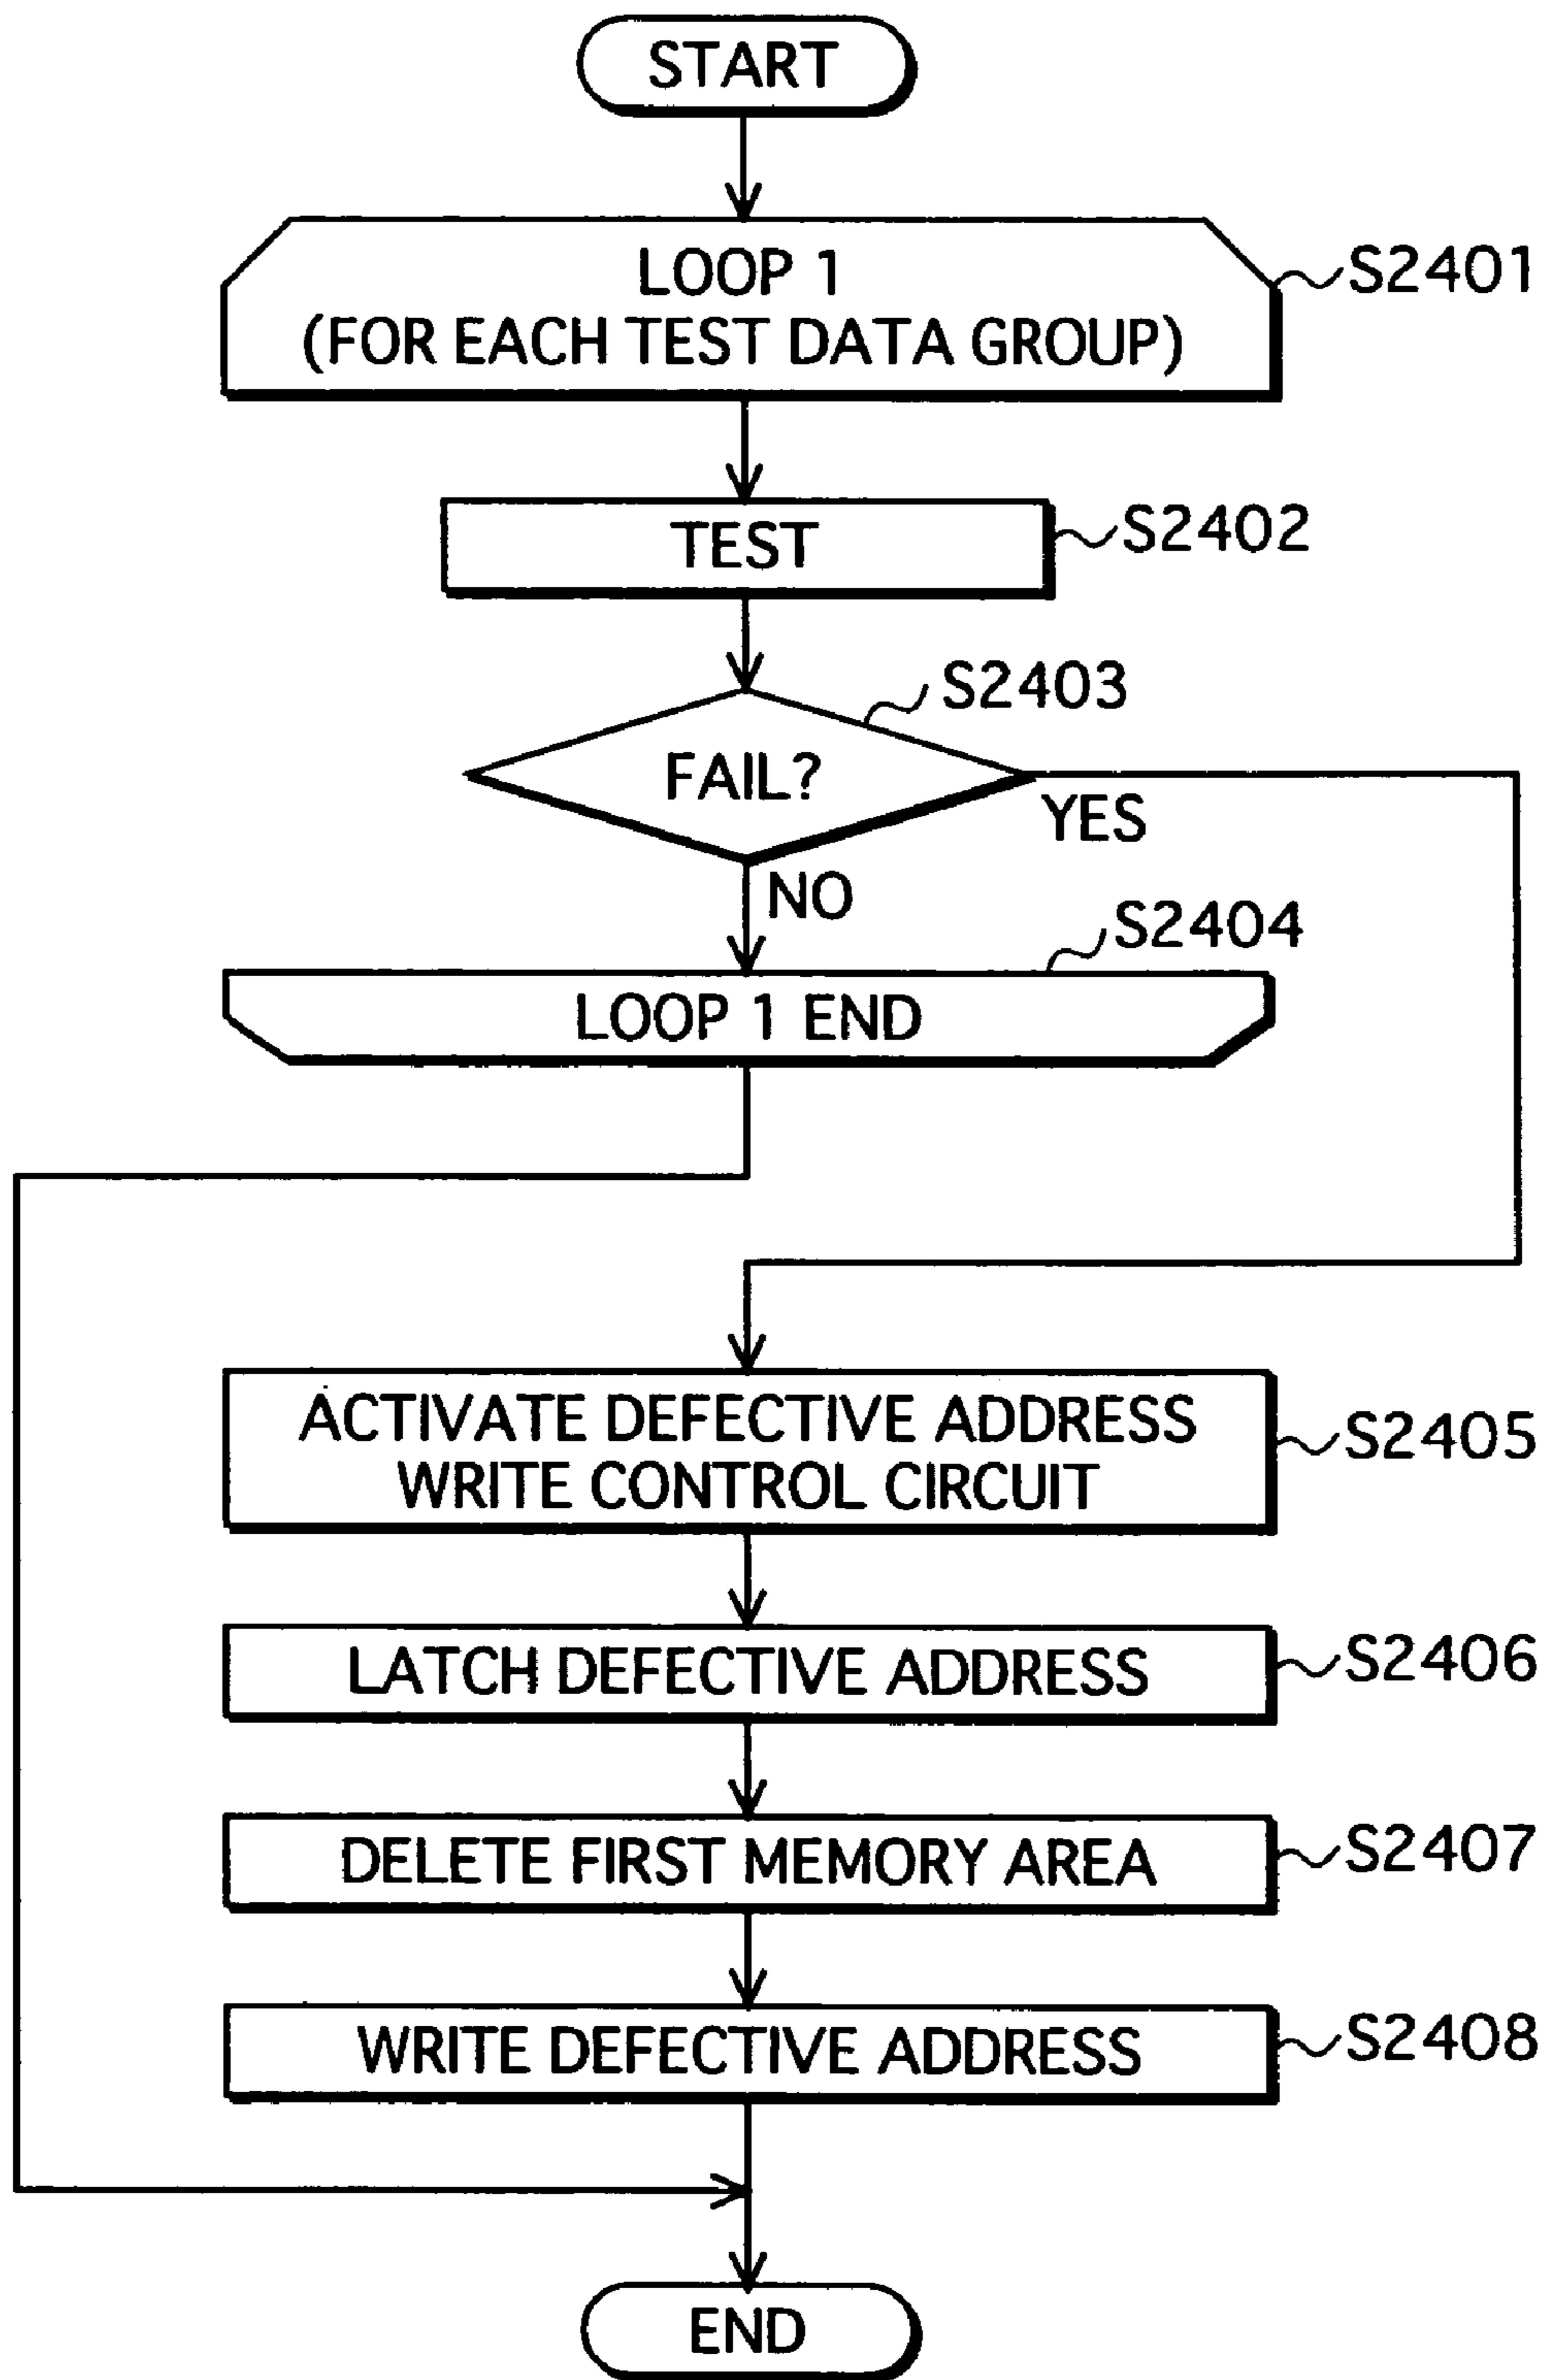 START
LOOP 1
(FOR EACH TEST DATA GROUP)
S2401
TEST
S2402
S2403
FAIL?
YES
NO
S2404
LOOP 1 END
ACTIVATE DEFECTIVE ADDRESS
WRITE CONTROL CIRCUIT
S2405
LATCH DEFECTIVE ADDRESS
S2406
DELETE FIRST MEMORY AREA
S2407
WRITE DEFECTIVE ADDRESS
S2408
END